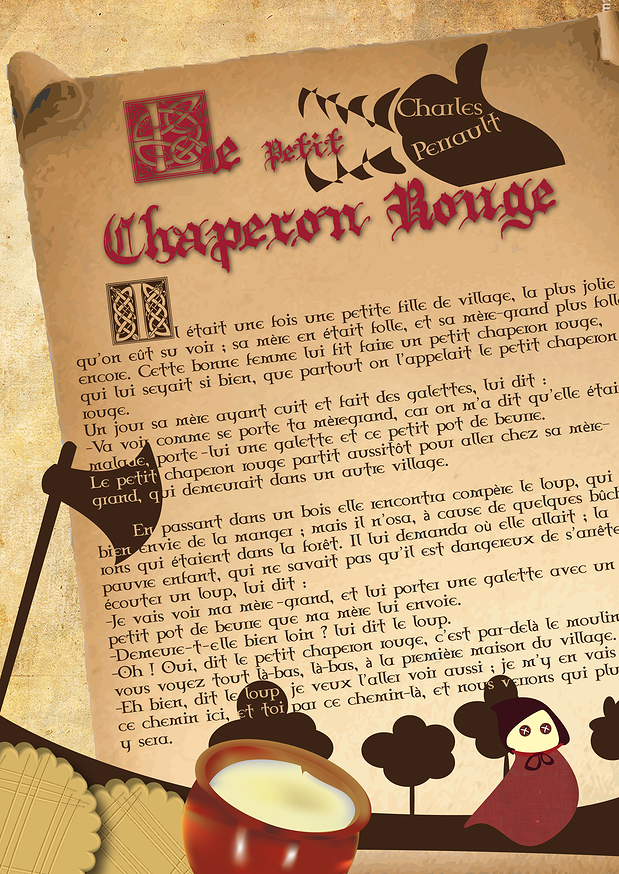 Le Petit
Charles
Perrault
Chaperon Rouge
Il était une fois une petite fille de village, la plus jolie
qu'on eût su voir ; sa mère en était folle, et sa mère-grand plus foll
encore. Cette bonne femme lui fit faire un petit chaperon rouge,
qui lui seyait si bien, que partout on l'appelait le petit chaperon
rouge.
Un jour sa mère ayant cuit et fait des galettes, lui dit :
-Va voir comme se porte ta mèregrand, car on m'a dit qu'elle étai
malade, porte-lui une galette et ce petit pot de beurre.
Le petit chaperon rouge partit aussitôt pour aller chez sa mère-
grand, qui demeurait dans un autre village.
En passant dans un bois elle rencontra compère le loup, qui
bien envie de la manger ; mais il n'osa, à cause de quelques bûch
rons qui étaient dans la forêt. Il lui demanda où elle allait ; la
pauvre enfant, qui ne savait pas qu'il est dangereux de s'arrête
écouter un loup, lui dit :
-Je vais voir ma mère-grand, et lui porter une galette avec un
petit pot de beurre que ma mère lui envoie.
-Demeure-t-elle bien loin ? lui dit le loup.
-Oh ! Oui, dit le petit chaperon rouge, c'est par-delà le moulin
vous voyez tout là-bas, là-bas, à la première maison du village.
-Eh bien, dit le loup, je veux l'aller voir aussi ; je m'y en vais
ce chemin ici, et toi par ce chemin-là, et nous verrons qui plu
y sera.